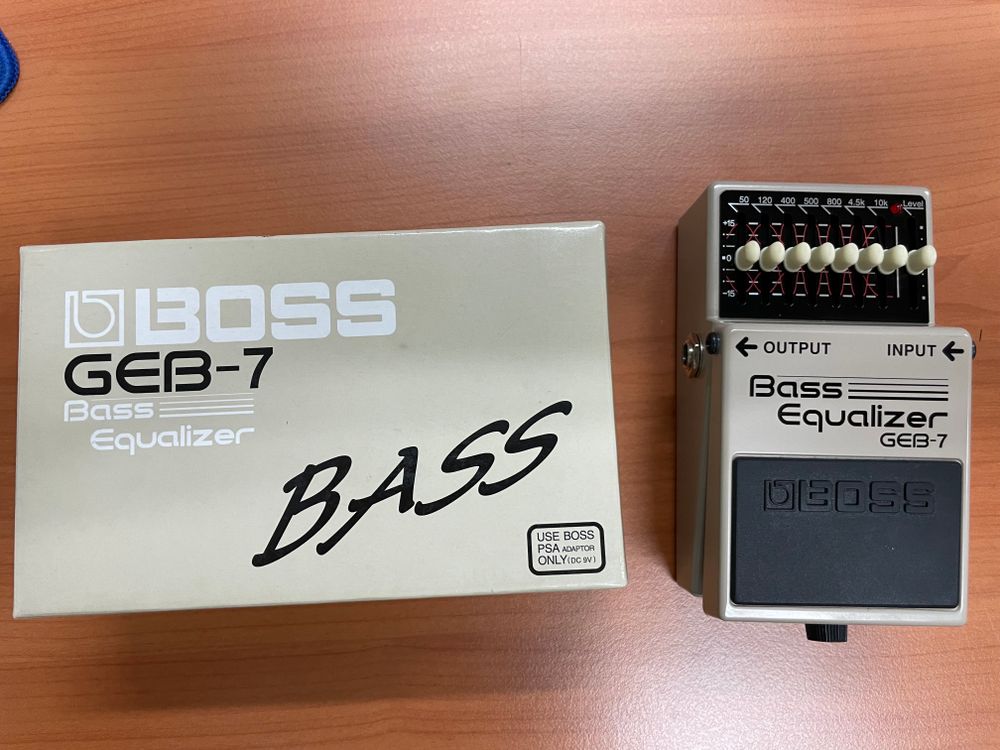 BOSS
GEB-7
Bass
Equalizer
BASS
USE BOSS
PSA ADAPTOR
ONLY (DC 9V)
50 120 400 500 800 4.5k 10k Level
+15
0
15
OUTPUT INPUT
Bass
Equalizer
GEB-7
BOSS